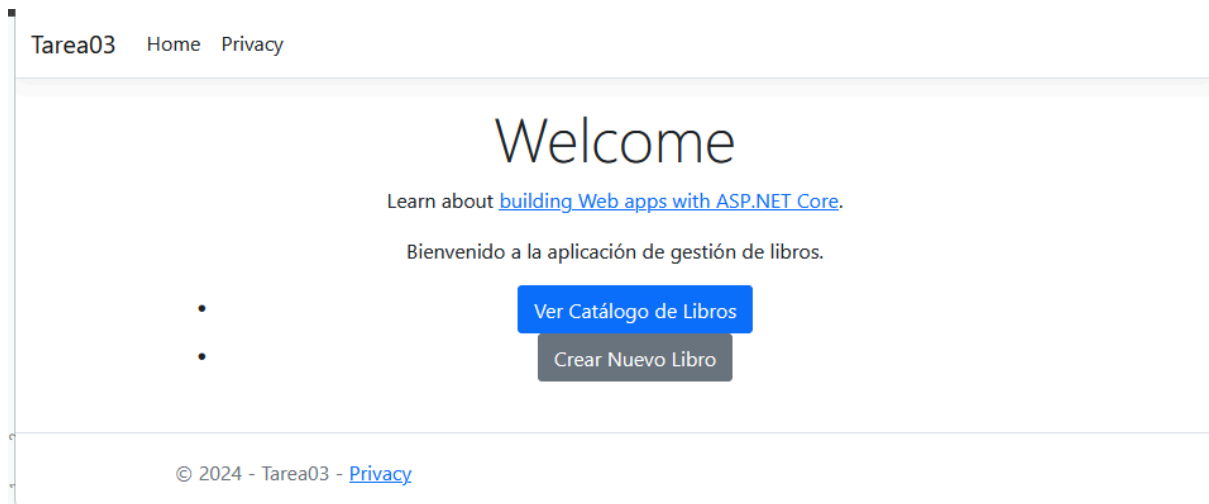 Tarea03 Home Privacy
Welcome
Learn about building Web apps with ASP.NET Core.
Bienvenido a la aplicación de gestión de libros.
Ver Catálogo de Libros
Crear Nuevo Libro
© 2024 - Tarea03 - Privacy